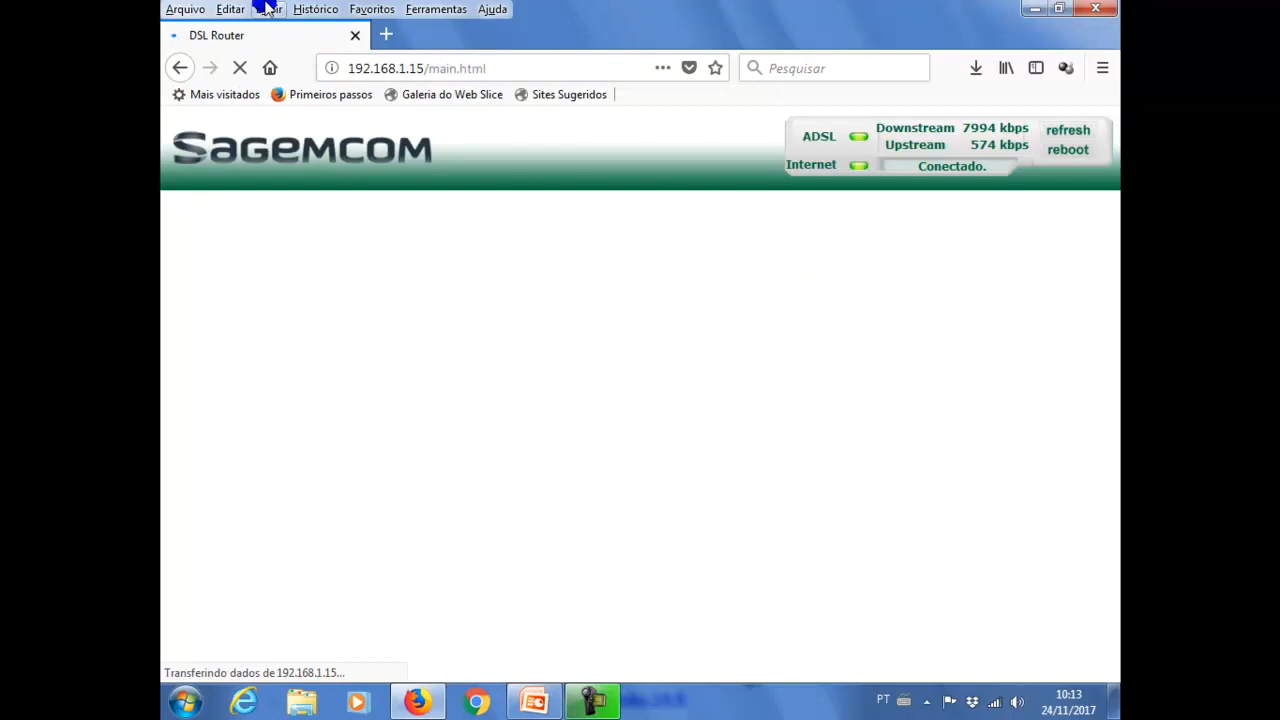 Arquivo Editar Histórico Favoritos Ferramentas Ajuda
DSL Router
192.168.1.15/main.html
Pesquisar
Mais visitados Primeiros passos Galeria do Web Slice Sites Sugeridos
SAGEMCOM
ADSL Downstream 7994 kbps refresh
Upstream 574 kbps reboot
Internet Conectado.
Transferindo dados de 192.168.1.15...
PT
10:13
24/11/2017